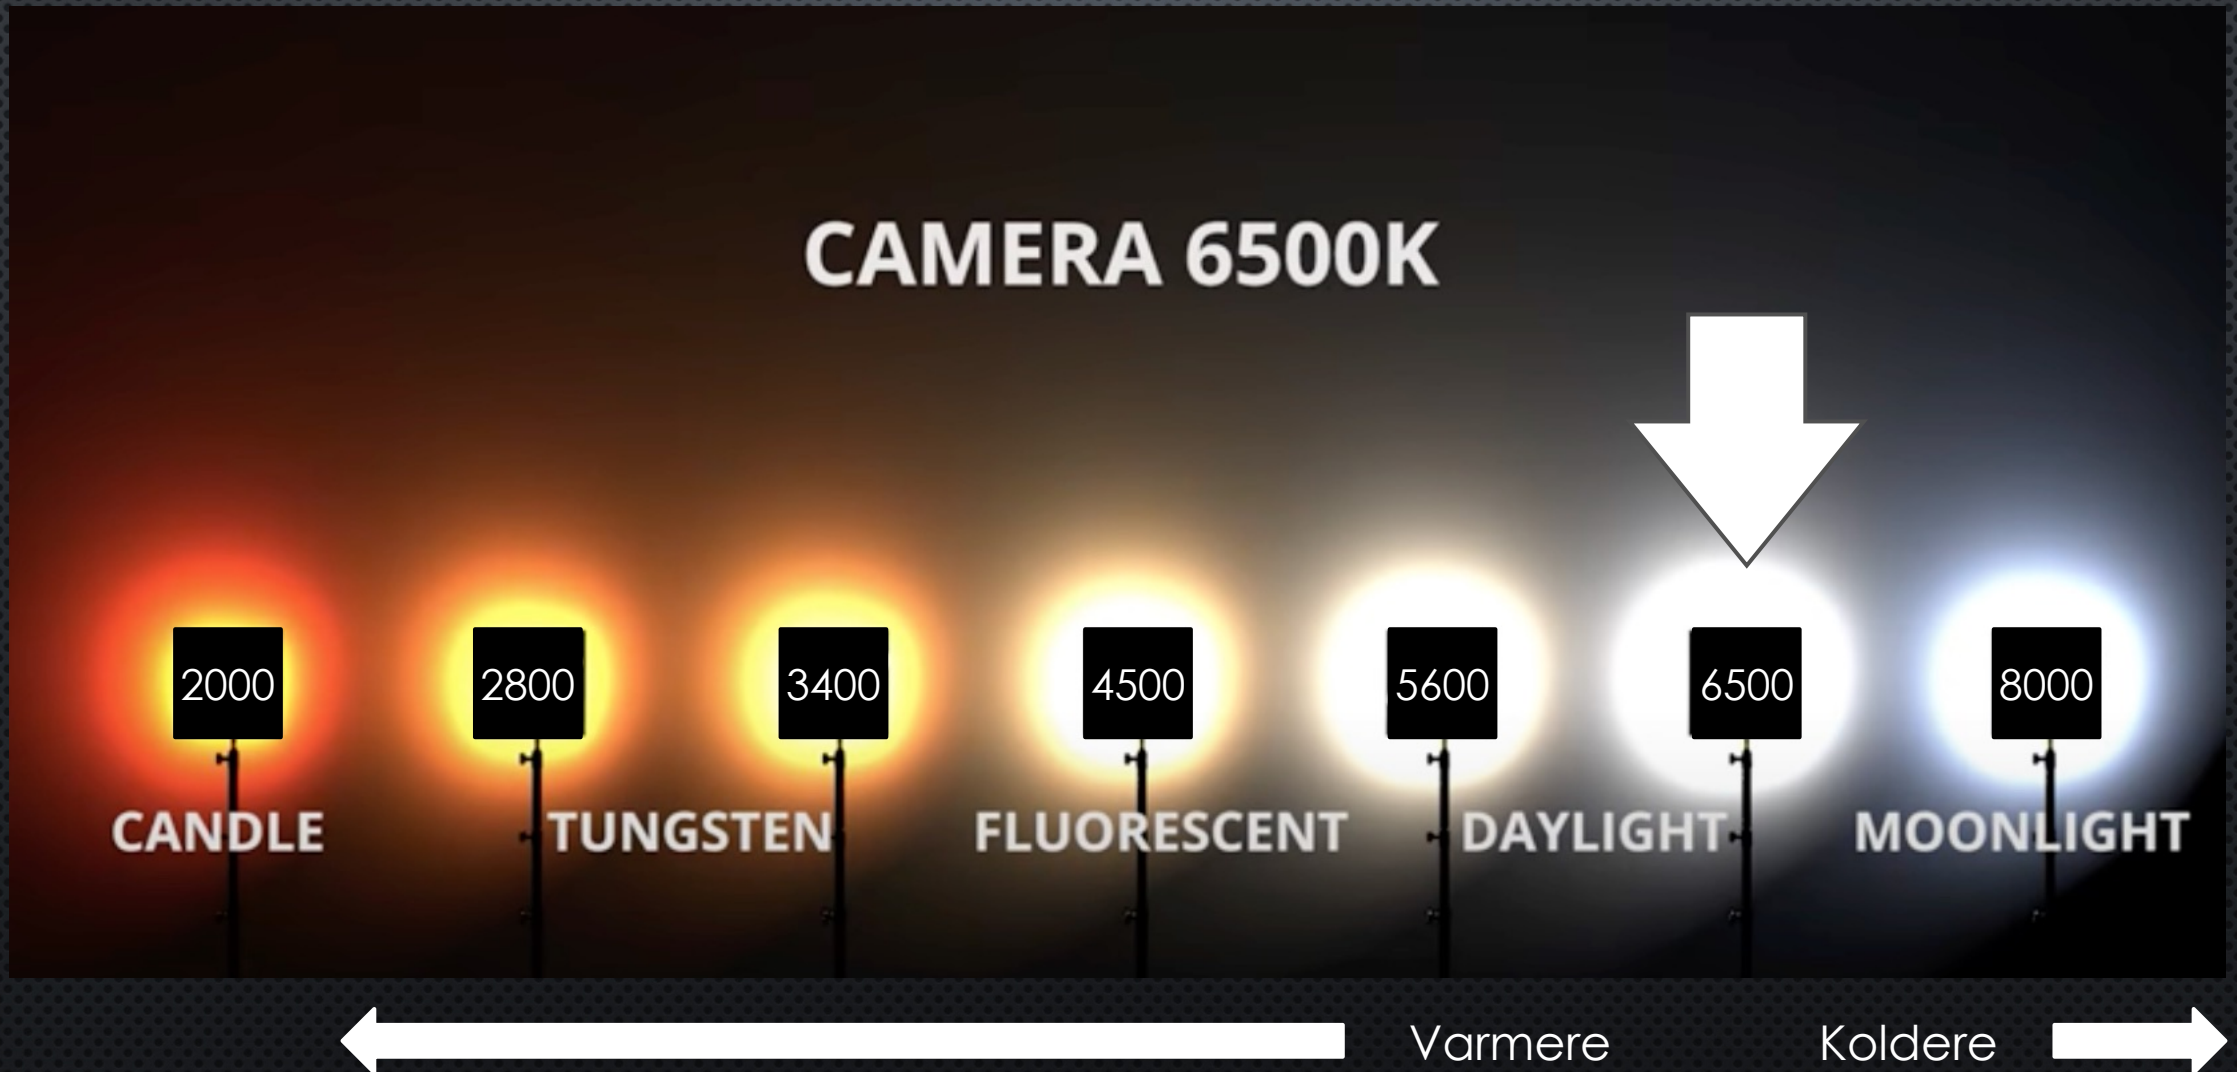 CAMERA 6500K
2000 2800 3400 4500 5600 6500 8000
CANDLE TUNGSTEN FLUORESCENT DAYLIGHT MOONLIGHT
Varmere Koldere